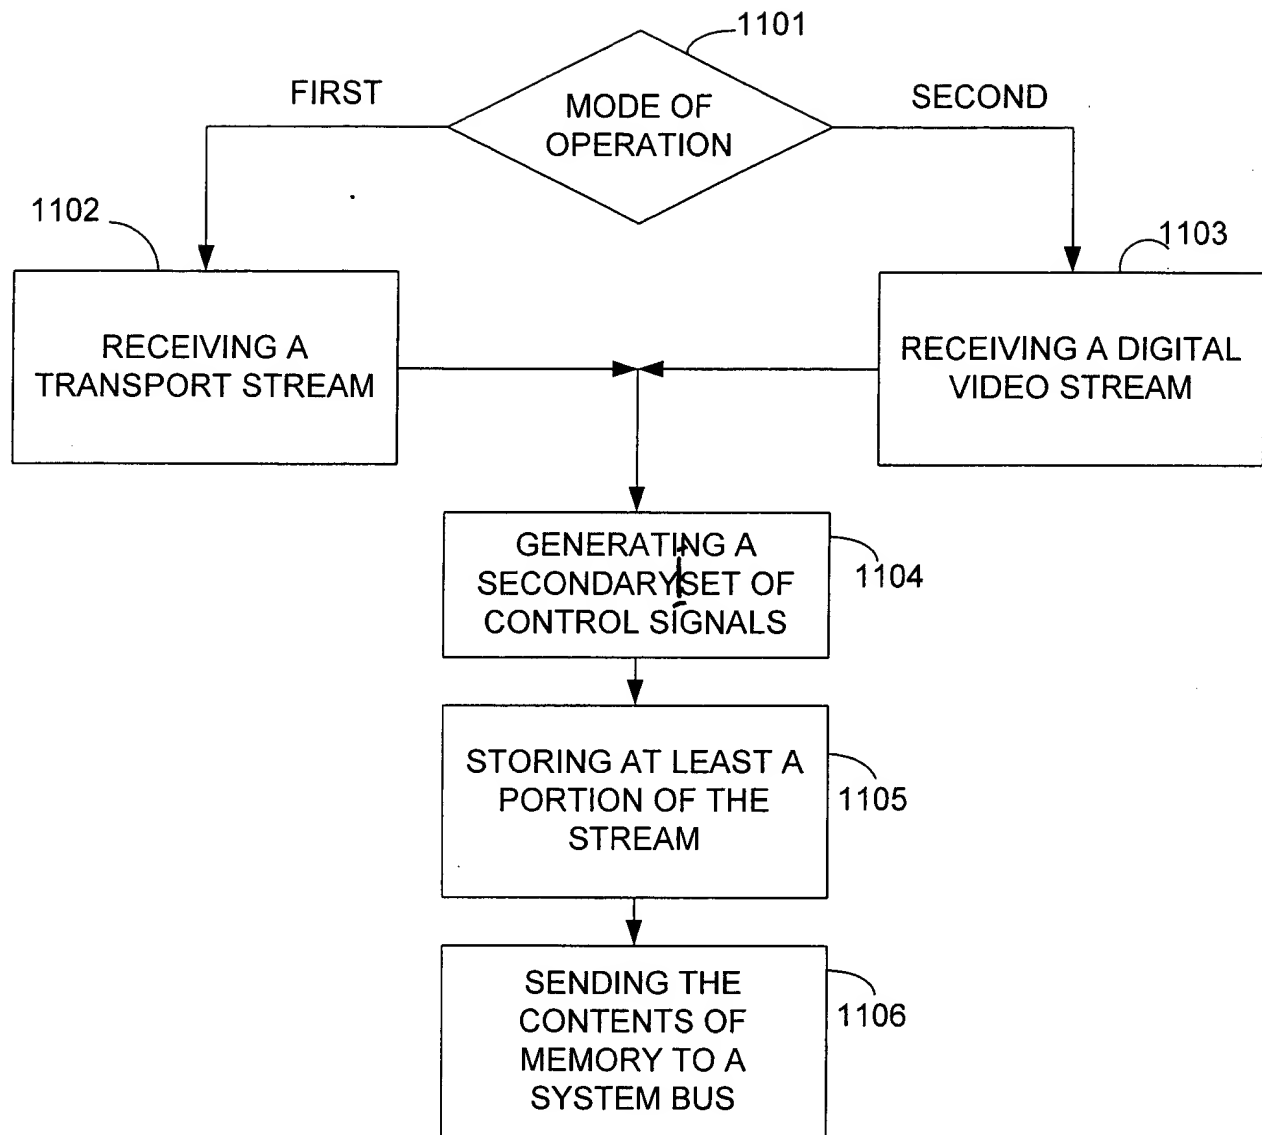 1101
FIRST
SECOND
MODE OF
OPERATION
1102
1103
RECEIVING A
TRANSPORT STREAM
RECEIVING A DIGITAL
VIDEO STREAM
GENERATING A
SECONDARY SET OF
CONTROL SIGNALS
1104
STORING AT LEAST A
PORTION OF THE
STREAM
1105
SENDING THE
CONTENTS OF
MEMORY TO A
SYSTEM BUS
1106